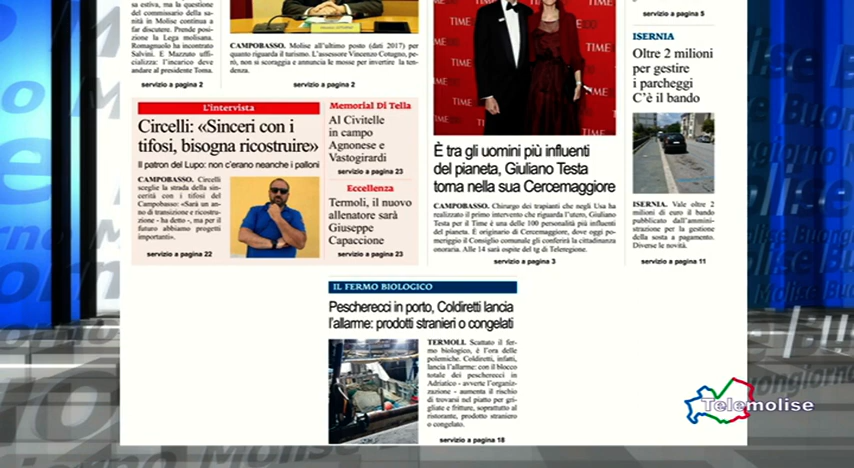 sa estiva, ma la questione
del commissario della sa-
nità in Molise continua a
far discutere. Prende posi-
zione la Lega molisana.
Romagnuolo ha incontrato
Salvini. E Mazzuto uffi-
cializza: l'incarico deve
andare al presidente Toma.
servizio a pagina 2
CAMPOBASSO. Molise all'ultimo posto (dati 2017) per
quanto riguarda il turismo. L'assessore Vincenzo Cotugno, pe-
rò, non si scoraggia e annuncia le mosse per invertire la ten-
denza.
servizio a pagina 2
L'intervista
Circelli: «Sinceri con i
tifosi, bisogna ricostruire»
Il patron del Lupo: non c'erano neanche i palloni
CAMPOBASSO. Circelli
sceglie la strada della sin-
cerità con i tifosi del
Campobasso: «Sarà un an-
no di transizione e ricostru-
zione - ha detto -, ma per il
futuro abbiamo progetti
importanti».
servizio a pagina 22
Memorial Di Tella
Al Civitelle
in campo
Agnonese e
Vastogirardi
servizio a pagina 23
Eccellenza
Termoli, il nuovo
allenatore sarà
Giuseppe
Capaccione
servizio a pagina 23
TIME
TIME
TIME
È tra gli uomini più influenti
del pianeta, Giuliano Testa
torna nella sua Cercemaggiore
CAMPOBASSO. Chirurgo dei trapianti che negli Usa ha
realizzato il primo intervento che riguarda l'utero, Giuliano
Testa per il Time è una delle 100 personalità più influenti
del pianeta. È originario di Cercemaggiore, dove oggi po-
meriggio il Consiglio comunale gli conferirà la cittadinanza
onoraria. Alle 14 sarà ospite del tg di Teleregione.
servizio a pagina 3
servizio a pagina 5
ISERNIA
Oltre 2 milioni
per gestire
i parcheggi
C'è il bando
ISERNIA. Vale oltre 2
milioni di euro il bando
pubblicato dall'ammini-
strazione per la gestione
della sosta a pagamento.
Diverse le novità.
servizio a pagina 11
IL FERMO BIOLOGICO
Pescherecci in porto, Coldiretti lancia
l'allarme: prodotti stranieri o congelati
TERMOLI. Scattato il fer-
mo biologico, è l'ora delle
polemiche. Coldiretti, infatti,
lancia l'allarme: con il blocco
totale dei pescherecci in
Adriatico - avverte l'organiz-
zazione - aumenta il rischio
di trovarsi nel piatto per gri-
gliate e fritture, soprattutto al
ristorante, prodotto straniero
o congelato.
servizio a pagina 18
Telemolise